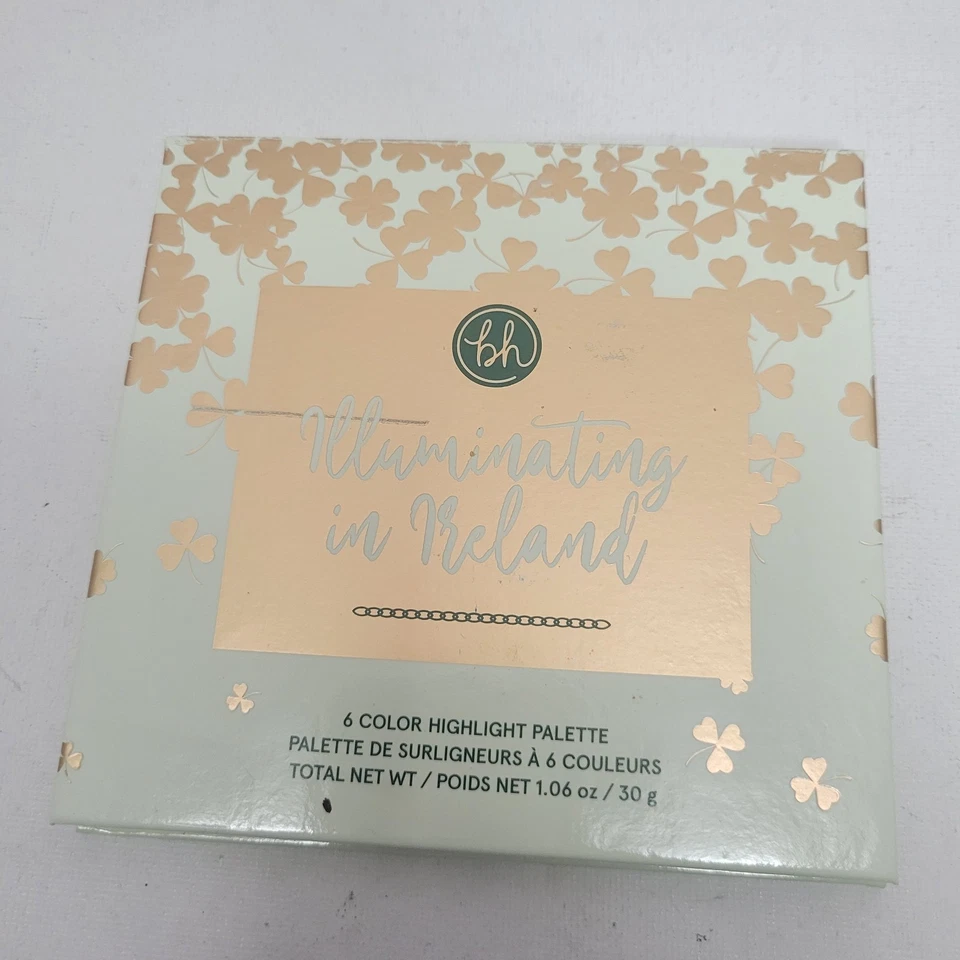 bh
Illuminating
in Ireland
6 COLOR HIGHLIGHT PALETTE
PALETTE DE SURLIGNEURS À 6 COULEURS
TOTAL NET WT / POIDS NET 1.06 oz / 30 g